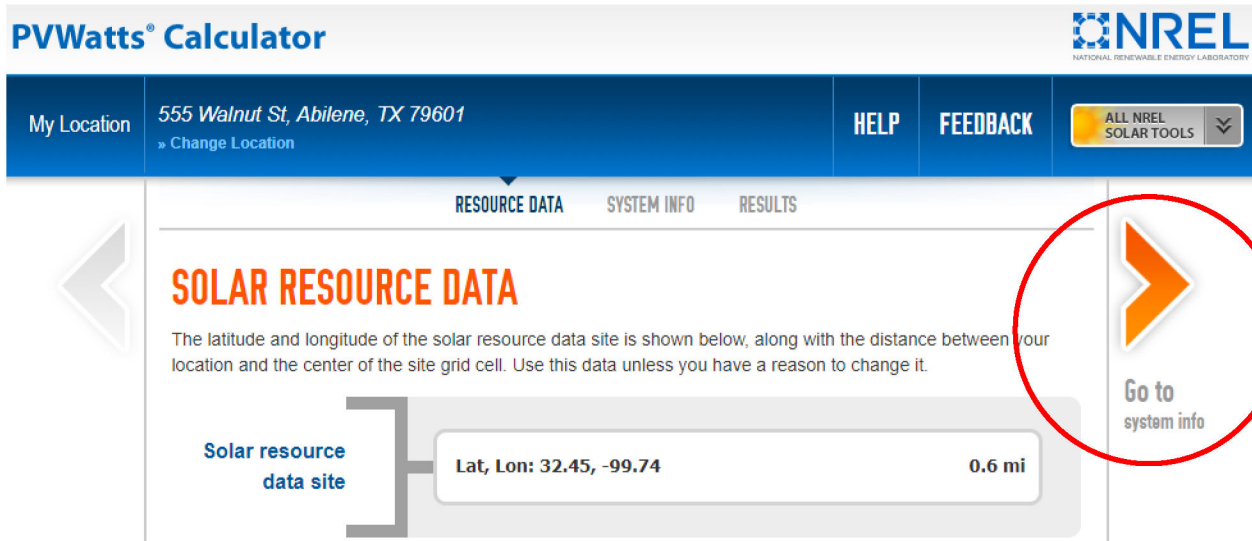 PVWatts® Calculator
NREL
NATIONAL RENEWABLE ENERGY LABORATORY
My Location
555 Walnut St, Abilene, TX 79601
» Change Location
HELP
FEEDBACK
ALL NREL
SOLAR TOOLS
RESOURCE DATA SYSTEM INFO RESULTS
SOLAR RESOURCE DATA
The latitude and longitude of the solar resource data site is shown below, along with the distance between your
location and the center of the site grid cell. Use this data unless you have a reason to change it.
Go to
system info
Solar resource
data site
Lat, Lon: 32.45, -99.74 0.6 mi